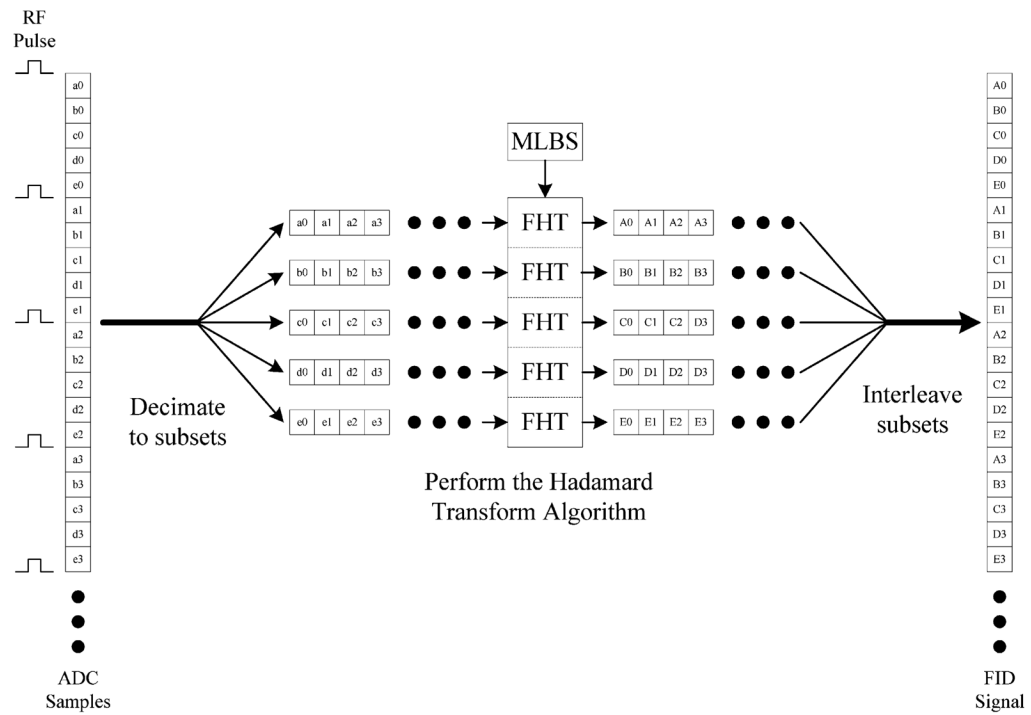 RF
Pulse
a0
b0
c0
d0
e0
a1
b1
c1
d1
e1
a2
b2
c2
d2
e2
a3
b3
c3
d3
e3
ADC
Samples
Decimate
to subsets
MLBS
a0 a1 a2 a3 FHT A0 A1 A2 A3
b0 b1 b2 b3 FHT B0 B1 B2 B3
c0 c1 c2 c3 FHT C0 C1 C2 D3
d0 d1 d2 d3 FHT D0 D1 D2 D3
e0 e1 e2 e3 FHT E0 E1 E2 E3
Perform the Hadamard
Transform Algorithm
Interleave
subsets
A0
B0
C0
D0
E0
A1
B1
C1
D1
E1
A2
B2
C2
D2
E2
A3
B3
C3
D3
E3
FID
Signal